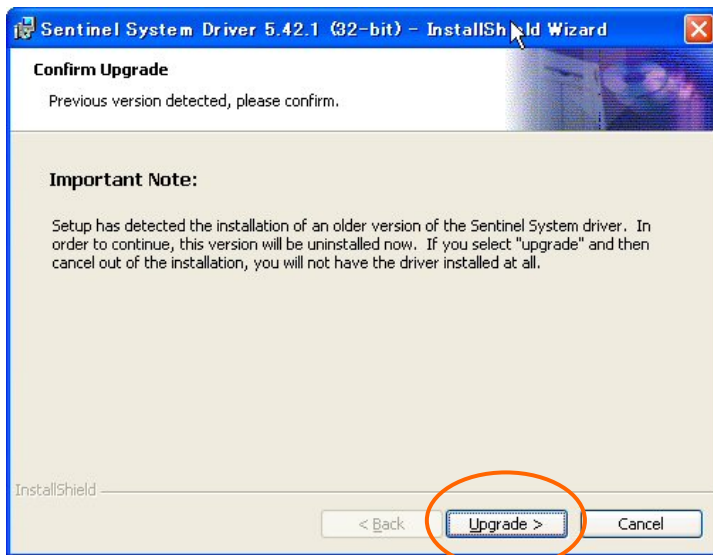 Sentinel System Driver 5.42.1 (32-bit) - InstallSh ld Wizard
Confirm Upgrade
Previous version detected, please confirm.
Important Note:
Setup has detected the installation of an older version of the Sentinel System driver. In
order to continue, this version will be uninstalled now. If you select "upgrade" and then
cancel out of the installation, you will not have the driver installed at all.
InstallShield
< Back
Upgrade >
Cancel